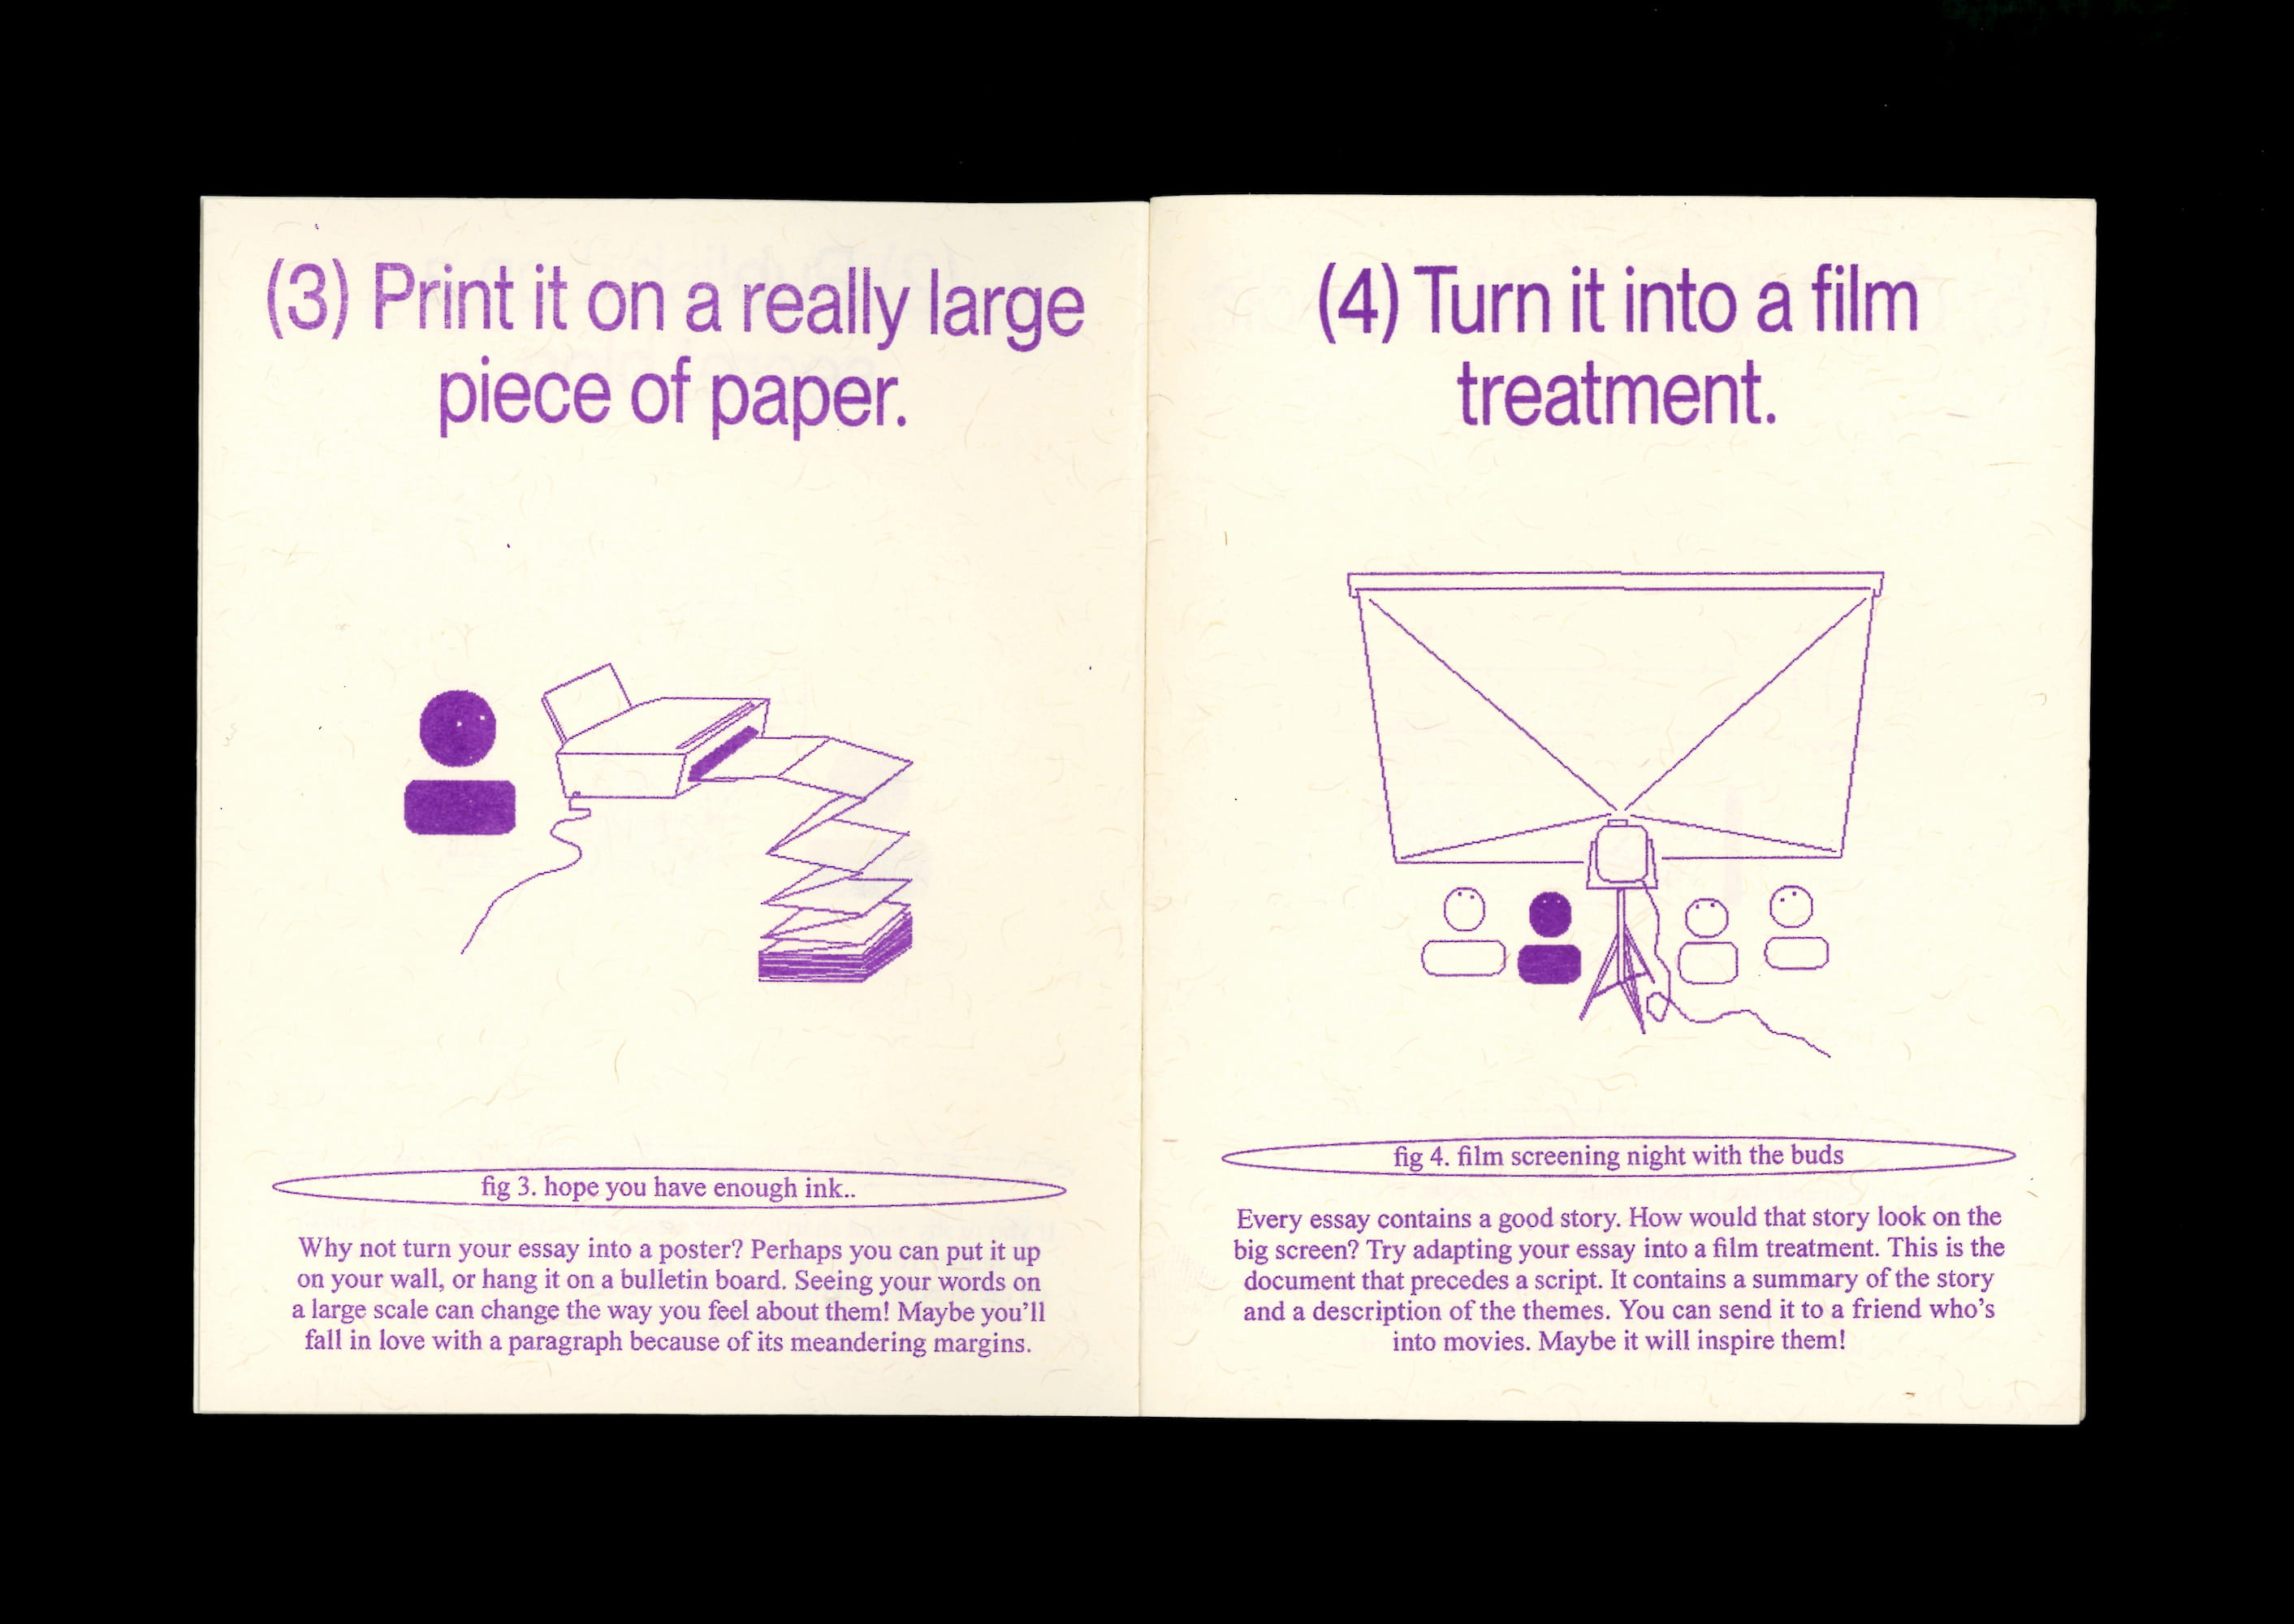 (3) Print it on a really large
piece of paper.
fig 3. hope you have enough ink..
Why not turn your essay into a poster? Perhaps you can put it up
on your wall, or hang it on a bulletin board. Seeing your words on
a large scale can change the way you feel about them! Maybe you’ll
fall in love with a paragraph because of its meandering margins.
(4) Turn it into a film
treatment.
fig 4. film screening night with the buds
Every essay contains a good story. How would that story look on the
big screen? Try adapting your essay into a film treatment. This is the
document that precedes a script. It contains a summary of the story
and a description of the themes. You can send it to a friend who’s
into movies. Maybe it will inspire them!